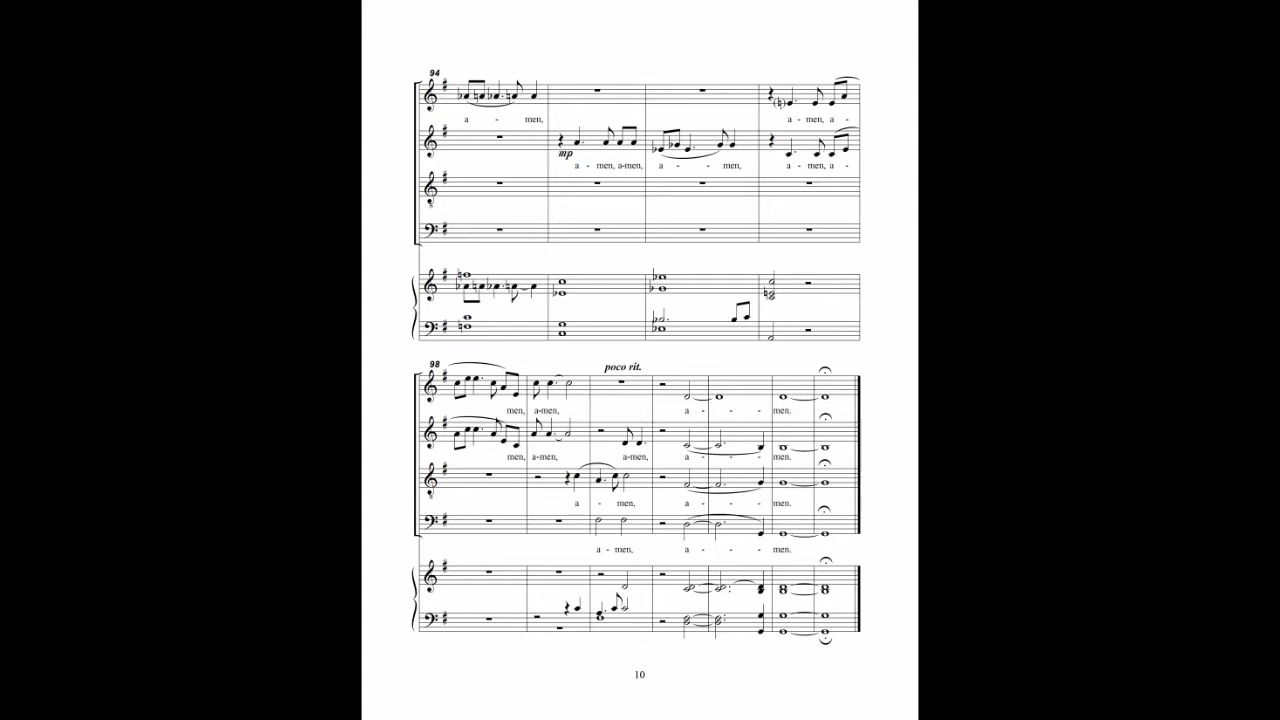 94
a - men,
mp
a - men, a-men, a - - men, a - men, a -
a - men, a -
98
poco rit.
men, a-men, a - - men.
men, a-men, a-men, a - - men.
a - men, a - - men.
a - men, a - - men.
10